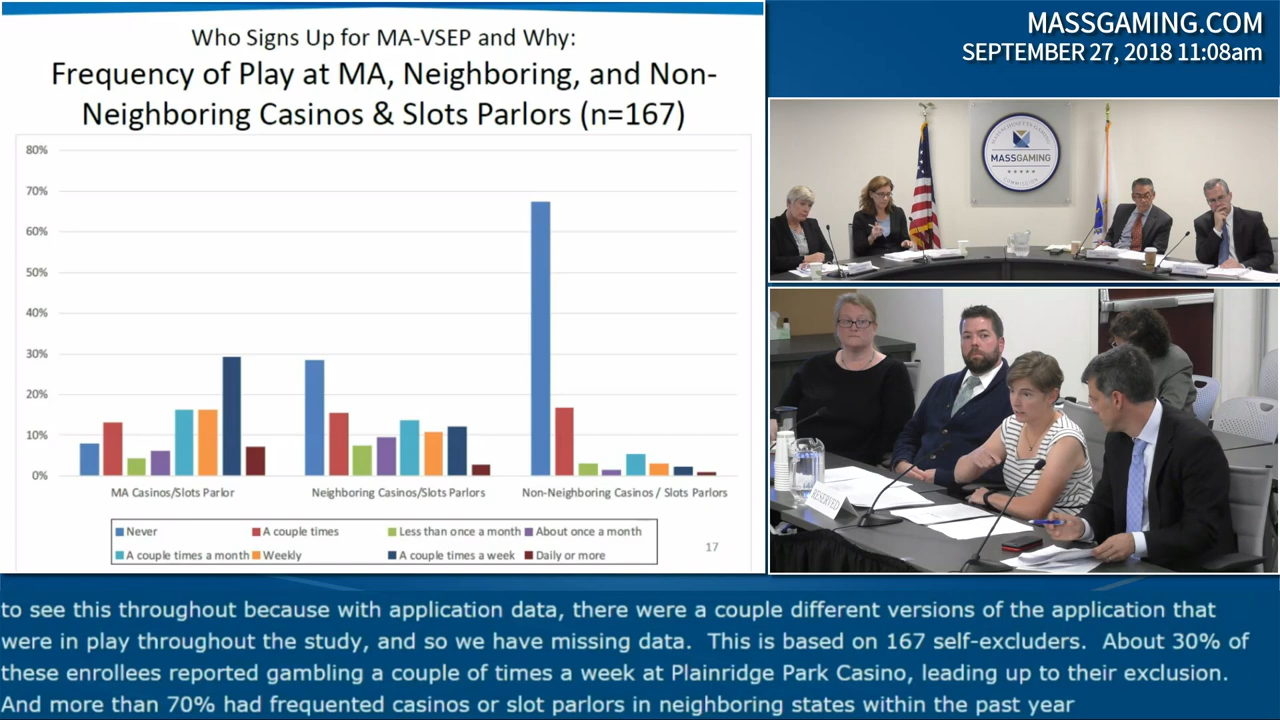 Who Signs Up for MA-VSEP and Why:
Frequency of Play at MA, Neighboring, and Non-
Neighboring Casinos & Slots Parlors (n=167)
80%
70%
60%
50%
40%
30%
20%
10%
0%
MA Casinos/Slots Parlor
Neighboring Casinos/Slots Parlors
Non-Neighboring Casinos / Slots Parlors
Never
A couple times
Less than once a month
About once a month
A couple times a month
Weekly
A couple times a week
Daily or more
17
MASSGAMING.COM
SEPTEMBER 27, 2018 11:08am
MASSGAMING
RESERVED
to see this throughout because with application data, there were a couple different versions of the application that
were in play throughout the study, and so we have missing data. This is based on 167 self-excluders. About 30% of
these enrollees reported gambling a couple of times a week at Plainridge Park Casino, leading up to their exclusion.
And more than 70% had frequented casinos or slot parlors in neighboring states within the past year